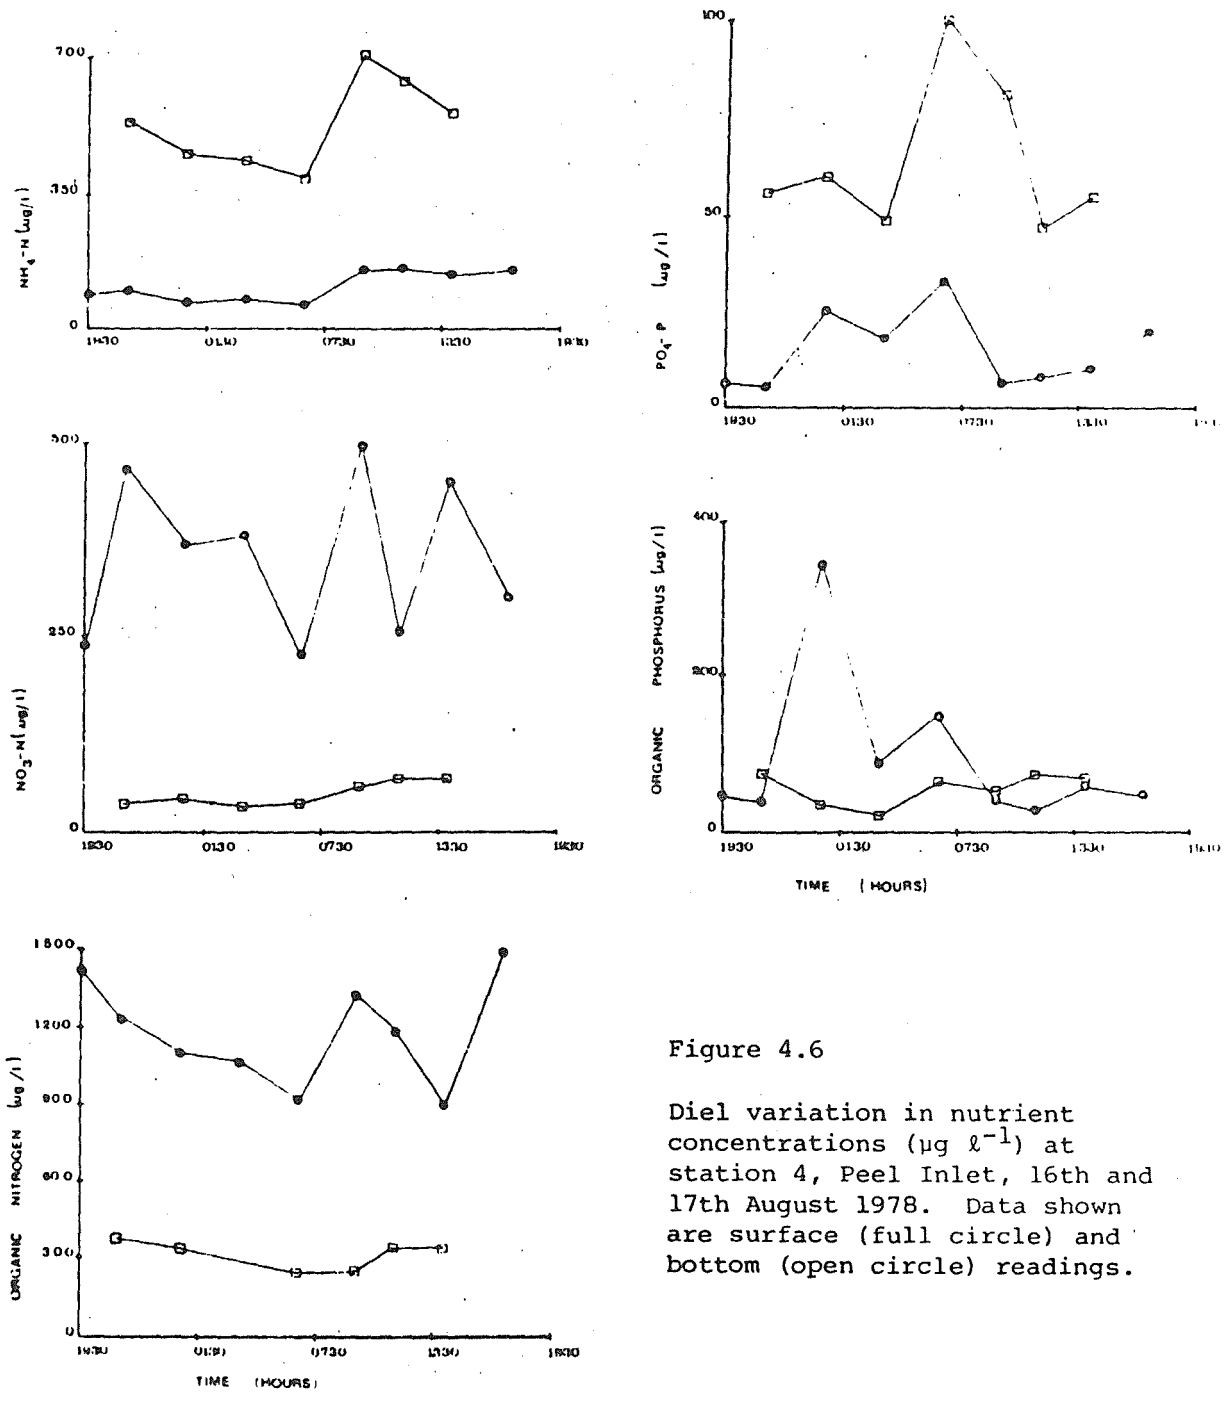 700
350
0
NH4-N (µg/l)
1930 0130 0730 1330 1930
100
50
0
PO4-P (µg/l)
1930 0130 0730 1330
500
250
0
NO3-N (µg/l)
1930 0130 0730 1330 1930
400
200
0
ORGANIC PHOSPHORUS (µg/l)
1930 0130 0730 1330 1930
TIME (HOURS)
1500
1200
900
600
300
0
ORGANIC NITROGEN (µg/l)
1930 0130 0730 1330 1930
TIME (HOURS)
Figure 4.6
Diel variation in nutrient
concentrations (µg ℓ⁻¹) at
station 4, Peel Inlet, 16th and
17th August 1978. Data shown
are surface (full circle) and
bottom (open circle) readings.